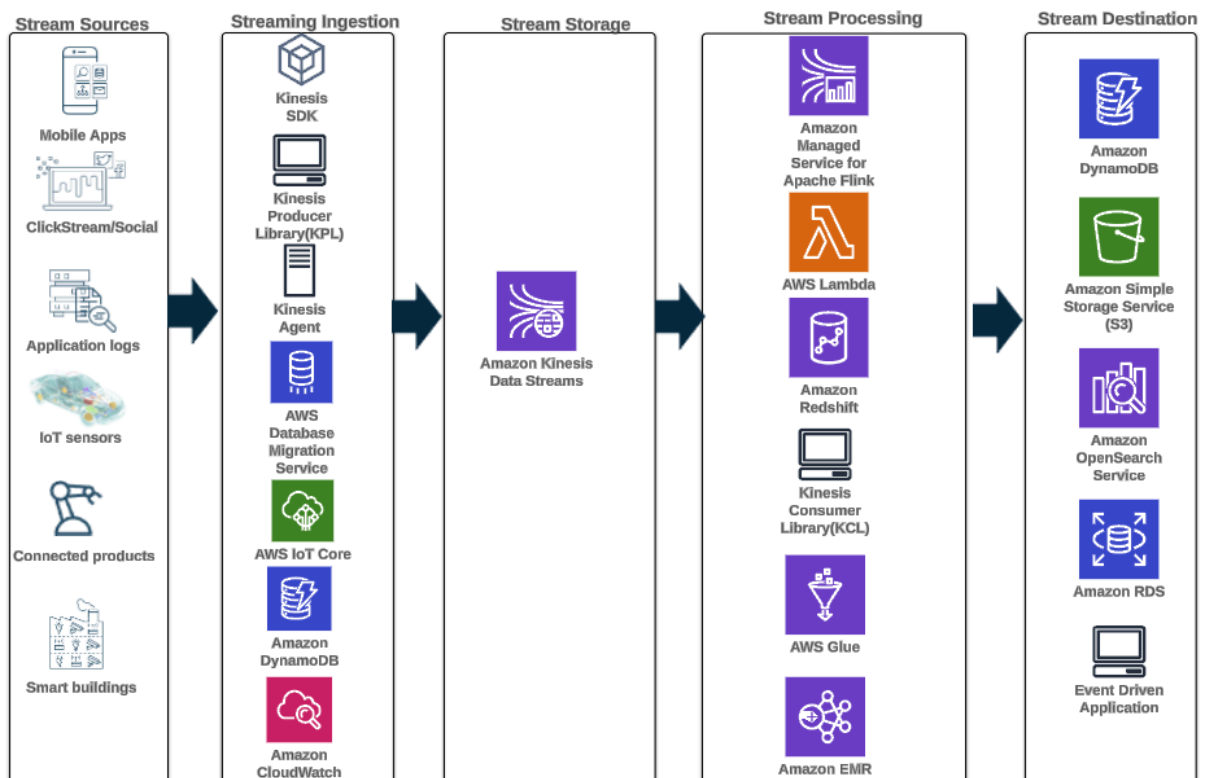 Stream Sources
Mobile Apps
ClickStream/Social
Application logs
IoT sensors
Connected products
Smart buildings
Streaming Ingestion
Kinesis
SDK
Kinesis
Producer
Library(KPL)
Kinesis
Agent
AWS
Database
Migration
Service
AWS IoT Core
Amazon
DynamoDB
Amazon
CloudWatch
Stream Storage
Amazon Kinesis
Data Streams
Stream Processing
Amazon
Managed
Service for
Apache Flink
AWS Lambda
Amazon
Redshift
Kinesis
Consumer
Library(KCL)
AWS Glue
Amazon EMR
Stream Destination
Amazon
DynamoDB
Amazon Simple
Storage Service
(S3)
Amazon
OpenSearch
Service
Amazon RDS
Event Driven
Application